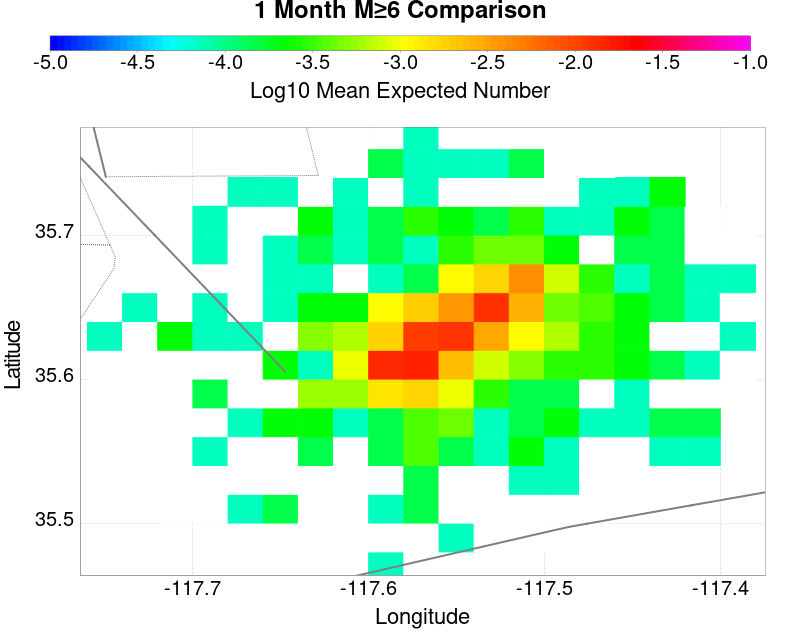 1 Month M≥6 Comparison
-5.0 -4.5 -4.0 -3.5 -3.0 -2.5 -2.0 -1.5 -1.0
Log10 Mean Expected Number
35.7
35.6
35.5
Latitude
-117.7 -117.6 -117.5 -117.4
Longitude